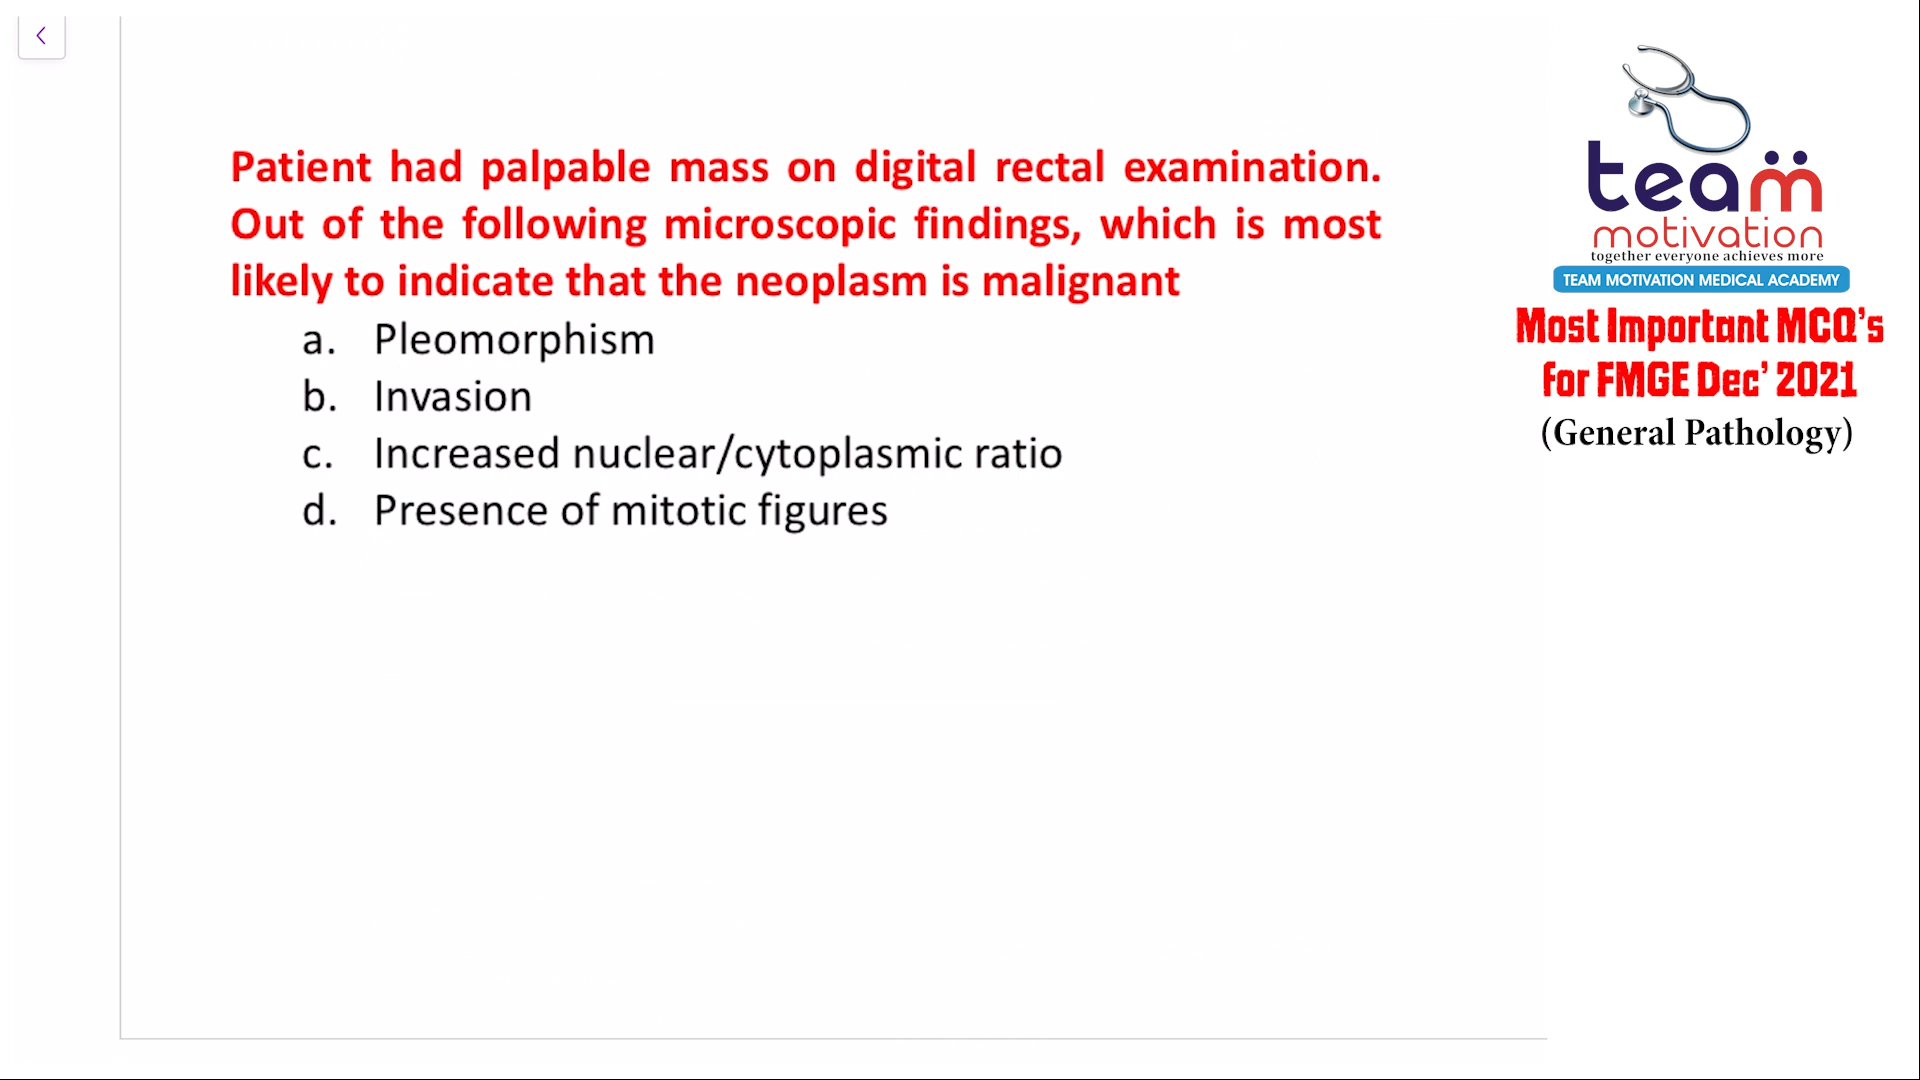 Patient had palpable mass on digital rectal examination.
Out of the following microscopic findings, which is most
likely to indicate that the neoplasm is malignant
a. Pleomorphism
b. Invasion
c. Increased nuclear/cytoplasmic ratio
d. Presence of mitotic figures
team
motivation
together everyone achieves more
TEAM MOTIVATION MEDICAL ACADEMY
Most Important MCQ's
for FMGE Dec' 2021
(General Pathology)